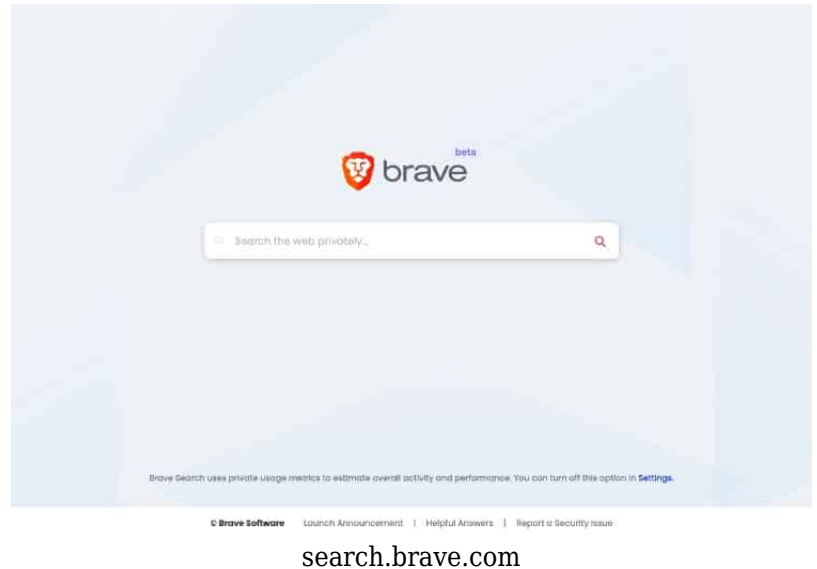 beta
brave
Search the web privately...
Brave Search uses private usage metrics to estimate overall activity and performance. You can turn off this option in Settings.
© Brave Software Launch Announcement | Helpful Answers | Report a Security Issue
search.brave.com